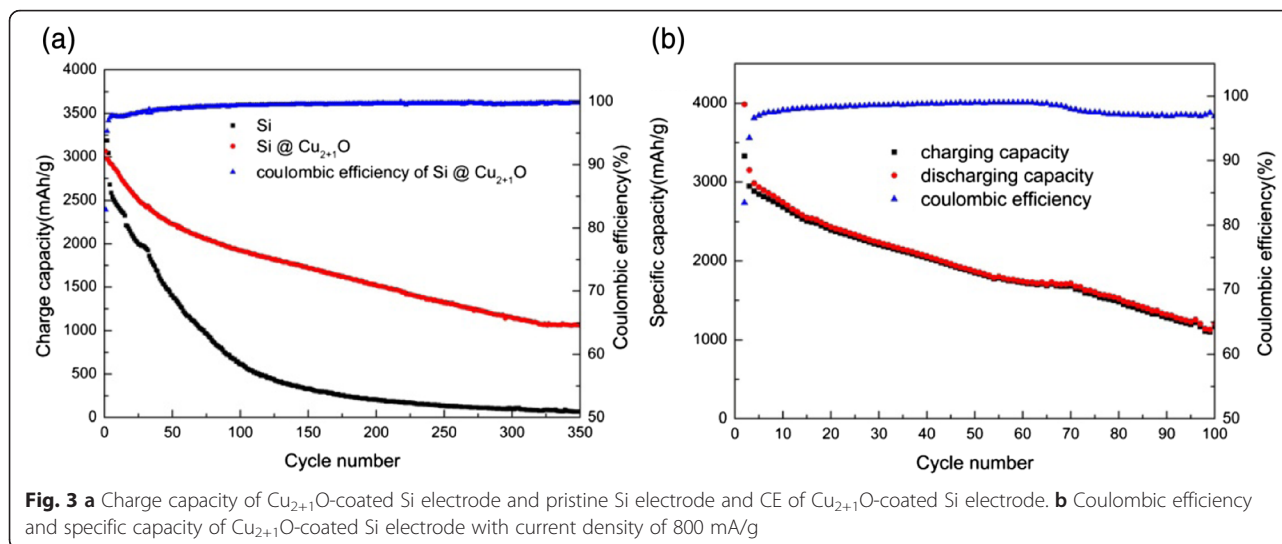 (a)
(b)
4000
3500
3000
2500
2000
1500
1000
500
0
Charge capacity(mAh/g)
Si
Si @ Cu₂₊₁O
coulombic efficiency of Si @ Cu₂₊₁O
100
90
80
70
60
50
Coulombic efficiency(%)
0 50 100 150 200 250 300 350
Cycle number
4000
3000
2000
1000
0
Specific capacity(mAh/g)
charging capacity
discharging capacity
coulombic efficiency
100
90
80
70
60
50
Coulombic efficiency(%)
0 10 20 30 40 50 60 70 80 90 100
Cycle number
Fig. 3 a Charge capacity of Cu₂₊₁O-coated Si electrode and pristine Si electrode and CE of Cu₂₊₁O-coated Si electrode. b Coulombic efficiency
and specific capacity of Cu₂₊₁O-coated Si electrode with current density of 800 mA/g